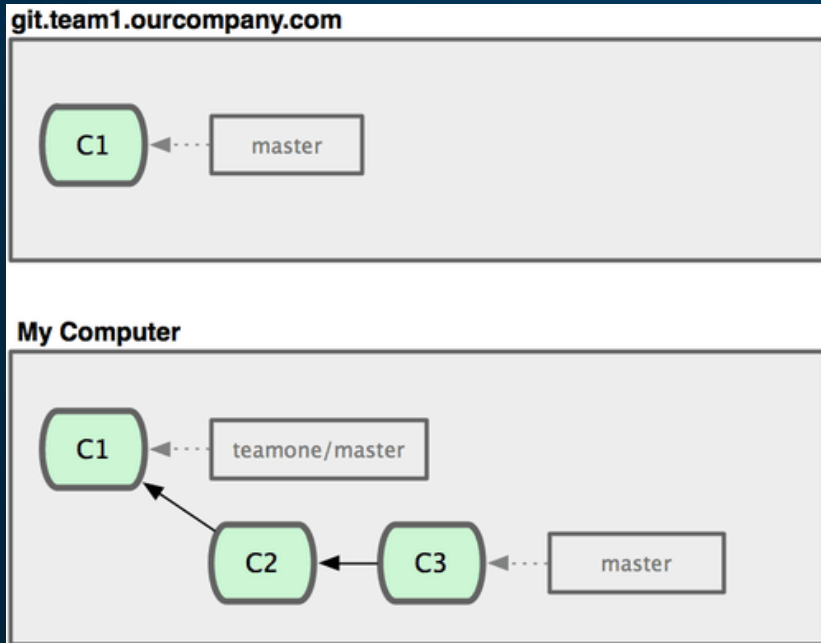 git.team1.ourcompany.com
C1
master
My Computer
C1
teamone/master
C2
C3
master